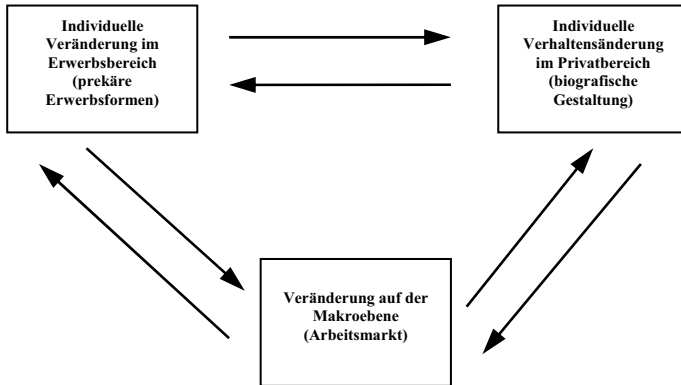 Individuelle
Veränderung im
Erwerbsbereich
(prekäre
Erwerbsformen)
Individuelle
Verhaltensänderung
im Privatbereich
(biografische
Gestaltung)
Veränderung auf der
Makroebene
(Arbeitsmarkt)